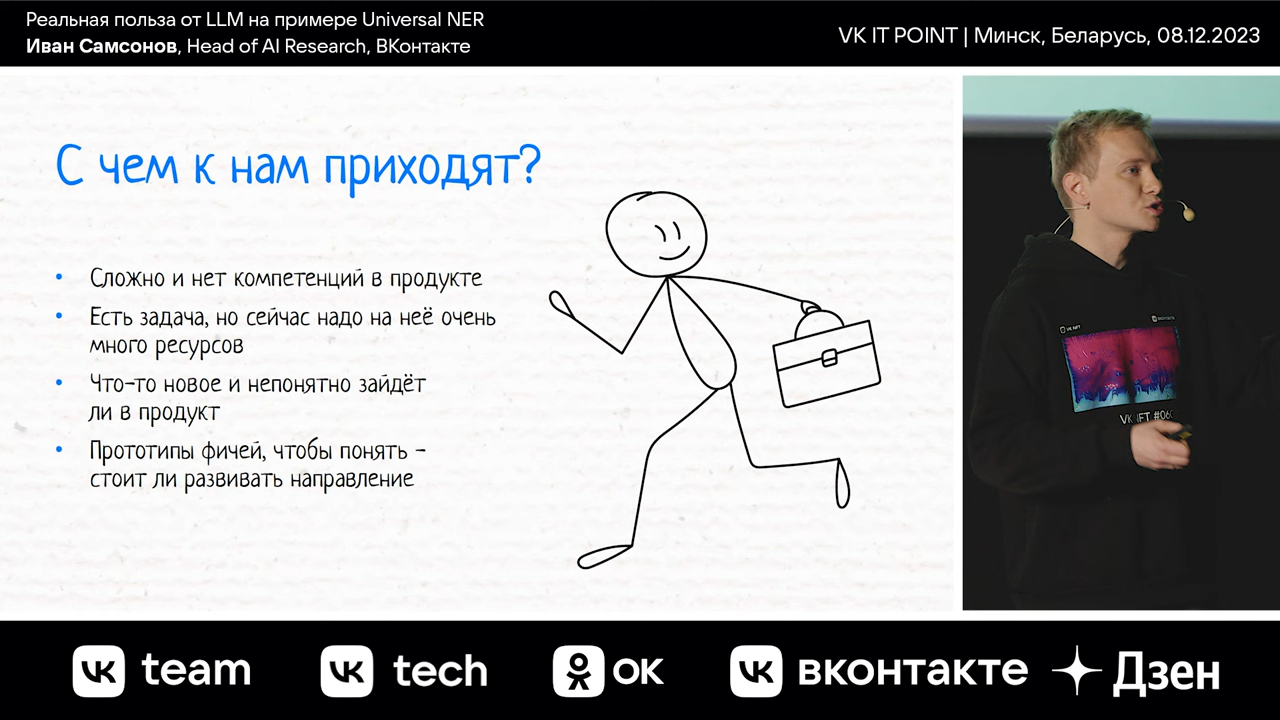 Реальная польза от LLM на примере Universal NER
Иван Самсонов, Head of AI Research, ВКонтакте
VK IT POINT | Минск, Беларусь, 08.12.2023
С чем к нам приходят?
• Сложно и нет компетенций в продукте
• Есть задача, но сейчас надо на неё очень
много ресурсов
• Что-то новое и непонятно зайдёт
ли в продукт
• Прототипы фичей, чтобы понять –
стоит ли развивать направление
VK NFT
team
tech
ок
вконтакте
Дзен